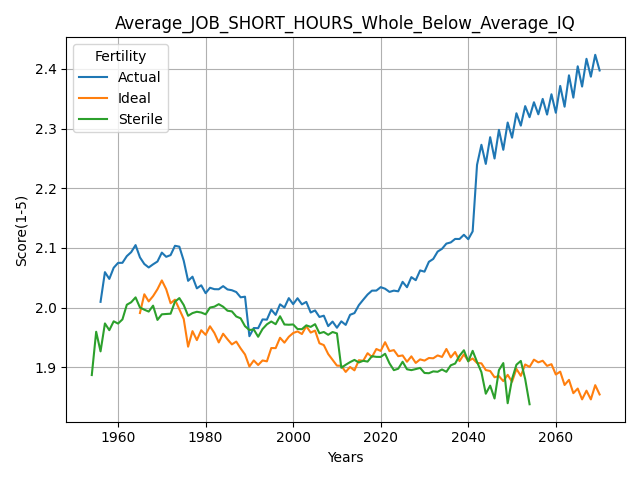 Average_JOB_SHORT_HOURS_Whole_Below_Average_IQ
Fertility
Actual
Ideal
Sterile
Score(1-5)
2.4
2.3
2.2
2.1
2.0
1.9
1960 1980 2000 2020 2040 2060
Years